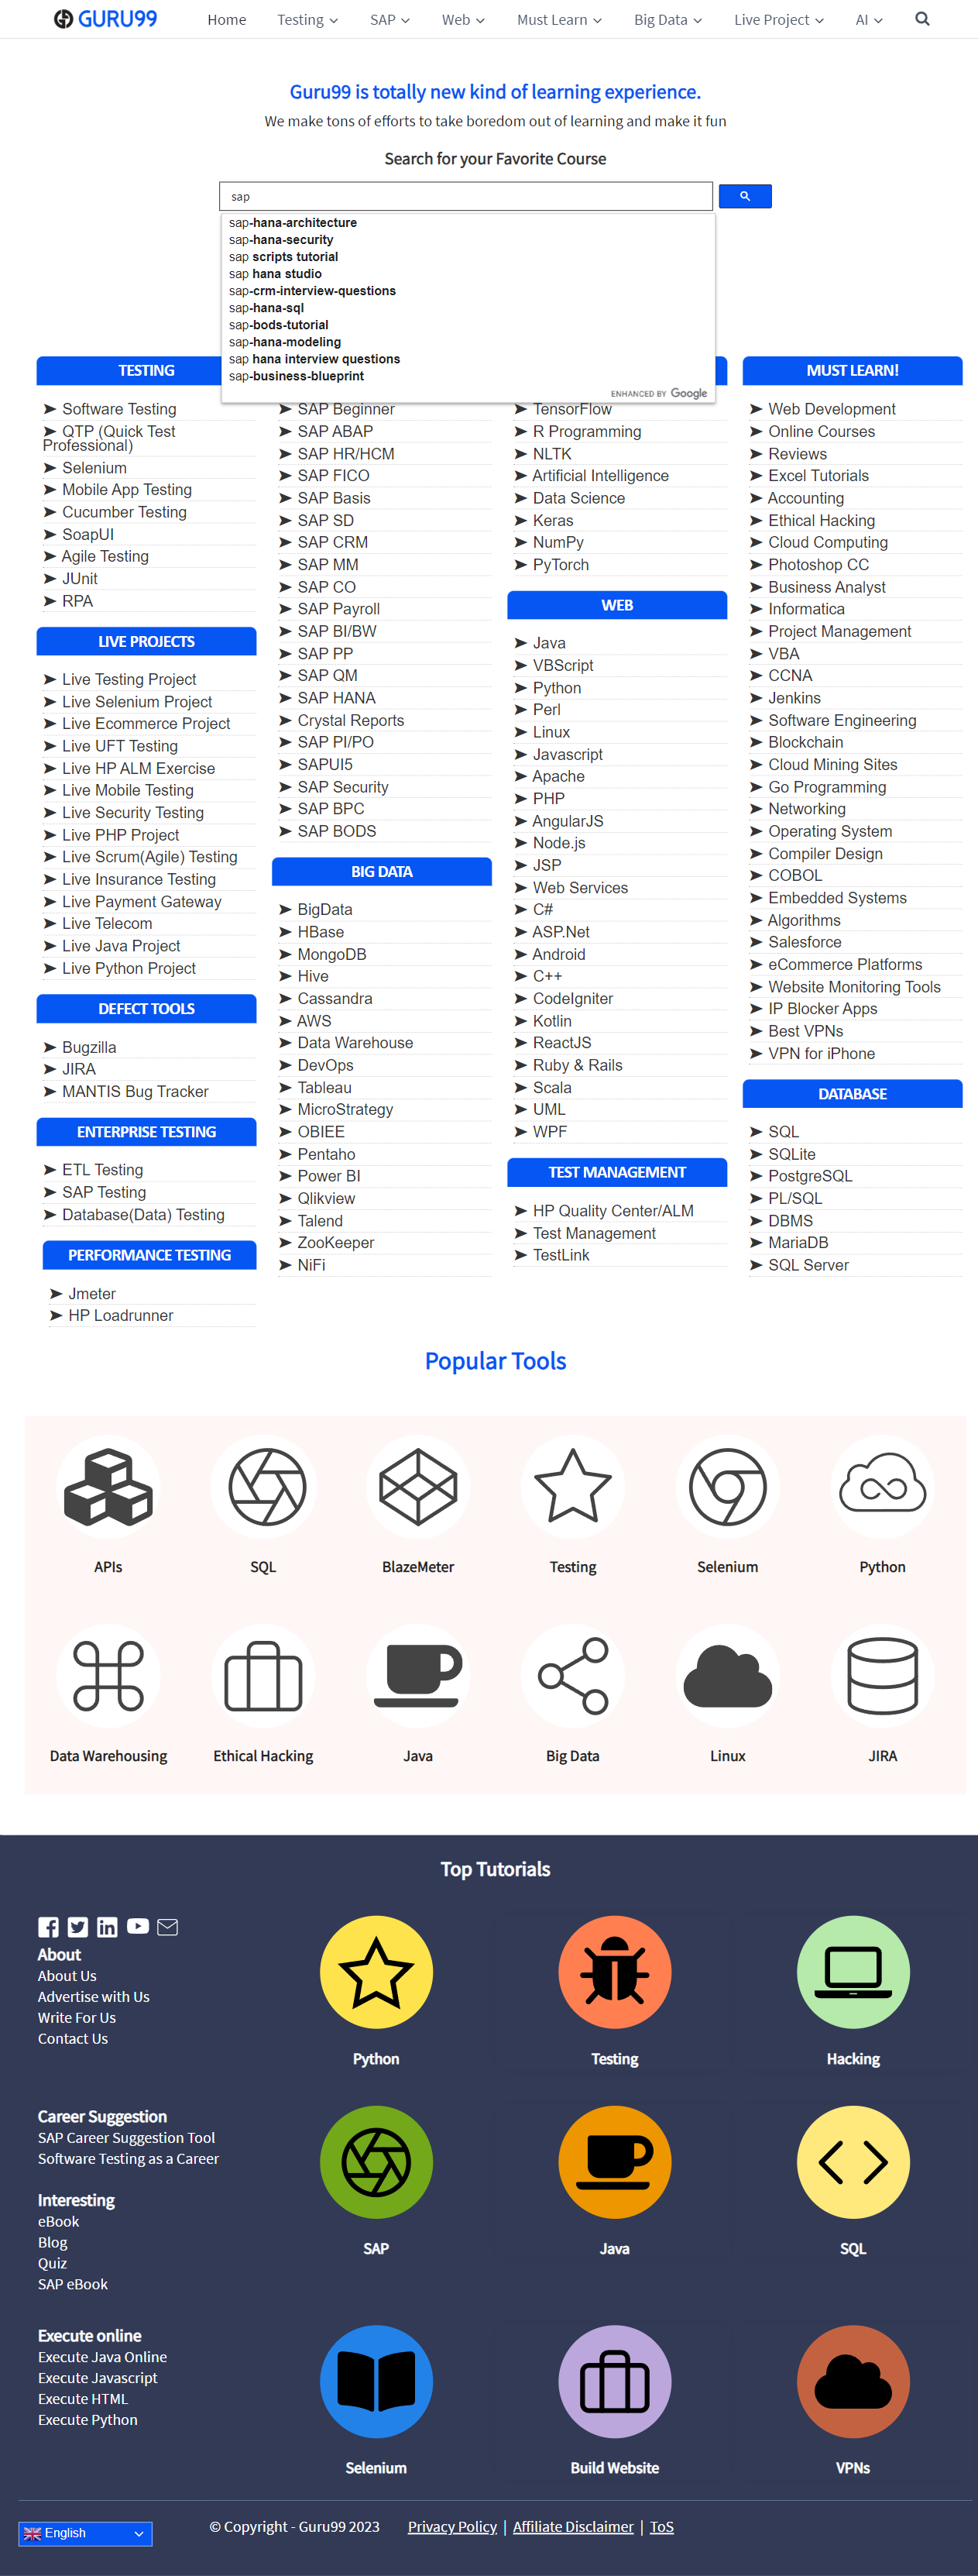 GURU99
Home
Testing
SAP
Web
Must Learn
Big Data
Live Project
AI
Guru99 is totally new kind of learning experience.
We make tons of efforts to take boredom out of learning and make it fun
Search for your Favorite Course
sap
sap-hana-architecture
sap-hana-security
sap scripts tutorial
sap hana studio
sap-crm-interview-questions
sap-hana-sql
sap-bods-tutorial
sap-hana-modeling
sap hana interview questions
sap-business-blueprint
ENHANCED BY Google
TESTING
➤ Software Testing
➤ QTP (Quick Test
Professional)
➤ Selenium
➤ Mobile App Testing
➤ Cucumber Testing
➤ SoapUI
➤ Agile Testing
➤ JUnit
➤ RPA
LIVE PROJECTS
➤ Live Testing Project
➤ Live Selenium Project
➤ Live Ecommerce Project
➤ Live UFT Testing
➤ Live HP ALM Exercise
➤ Live Mobile Testing
➤ Live Security Testing
➤ Live PHP Project
➤ Live Scrum(Agile) Testing
➤ Live Insurance Testing
➤ Live Payment Gateway
➤ Live Telecom
➤ Live Java Project
➤ Live Python Project
DEFECT TOOLS
➤ Bugzilla
➤ JIRA
➤ MANTIS Bug Tracker
ENTERPRISE TESTING
➤ ETL Testing
➤ SAP Testing
➤ Database(Data) Testing
PERFORMANCE TESTING
➤ Jmeter
➤ HP Loadrunner
➤ SAP Beginner
➤ SAP ABAP
➤ SAP HR/HCM
➤ SAP FICO
➤ SAP Basis
➤ SAP SD
➤ SAP CRM
➤ SAP MM
➤ SAP CO
➤ SAP Payroll
➤ SAP BI/BW
➤ SAP PP
➤ SAP QM
➤ SAP HANA
➤ Crystal Reports
➤ SAP PI/PO
➤ SAPUI5
➤ SAP Security
➤ SAP BPC
➤ SAP BODS
BIG DATA
➤ BigData
➤ HBase
➤ MongoDB
➤ Hive
➤ Cassandra
➤ AWS
➤ Data Warehouse
➤ DevOps
➤ Tableau
➤ MicroStrategy
➤ OBIEE
➤ Pentaho
➤ Power BI
➤ Qlikview
➤ Talend
➤ ZooKeeper
➤ NiFi
➤ TensorFlow
➤ R Programming
➤ NLTK
➤ Artificial Intelligence
➤ Data Science
➤ Keras
➤ NumPy
➤ PyTorch
WEB
➤ Java
➤ VBScript
➤ Python
➤ Perl
➤ Linux
➤ Javascript
➤ Apache
➤ PHP
➤ AngularJS
➤ Node.js
➤ JSP
➤ Web Services
➤ C#
➤ ASP.Net
➤ Android
➤ C++
➤ CodeIgniter
➤ Kotlin
➤ ReactJS
➤ Ruby & Rails
➤ Scala
➤ UML
➤ WPF
TEST MANAGEMENT
➤ HP Quality Center/ALM
➤ Test Management
➤ TestLink
MUST LEARN!
➤ Web Development
➤ Online Courses
➤ Reviews
➤ Excel Tutorials
➤ Accounting
➤ Ethical Hacking
➤ Cloud Computing
➤ Photoshop CC
➤ Business Analyst
➤ Informatica
➤ Project Management
➤ VBA
➤ CCNA
➤ Jenkins
➤ Software Engineering
➤ Blockchain
➤ Cloud Mining Sites
➤ Go Programming
➤ Networking
➤ Operating System
➤ Compiler Design
➤ COBOL
➤ Embedded Systems
➤ Algorithms
➤ Salesforce
➤ eCommerce Platforms
➤ Website Monitoring Tools
➤ IP Blocker Apps
➤ Best VPNs
➤ VPN for iPhone
DATABASE
➤ SQL
➤ SQLite
➤ PostgreSQL
➤ PL/SQL
➤ DBMS
➤ MariaDB
➤ SQL Server
Popular Tools
APIs
SQL
BlazeMeter
Testing
Selenium
Python
Data Warehousing
Ethical Hacking
Java
Big Data
Linux
JIRA
Top Tutorials
About
About Us
Advertise with Us
Write For Us
Contact Us
Python
Testing
Hacking
Career Suggestion
SAP Career Suggestion Tool
Software Testing as a Career
Interesting
eBook
Blog
Quiz
SAP eBook
SAP
Java
SQL
Execute online
Execute Java Online
Execute Javascript
Execute HTML
Execute Python
Selenium
Build Website
VPNs
English
© Copyright - Guru99 2023
Privacy Policy | Affiliate Disclaimer | ToS